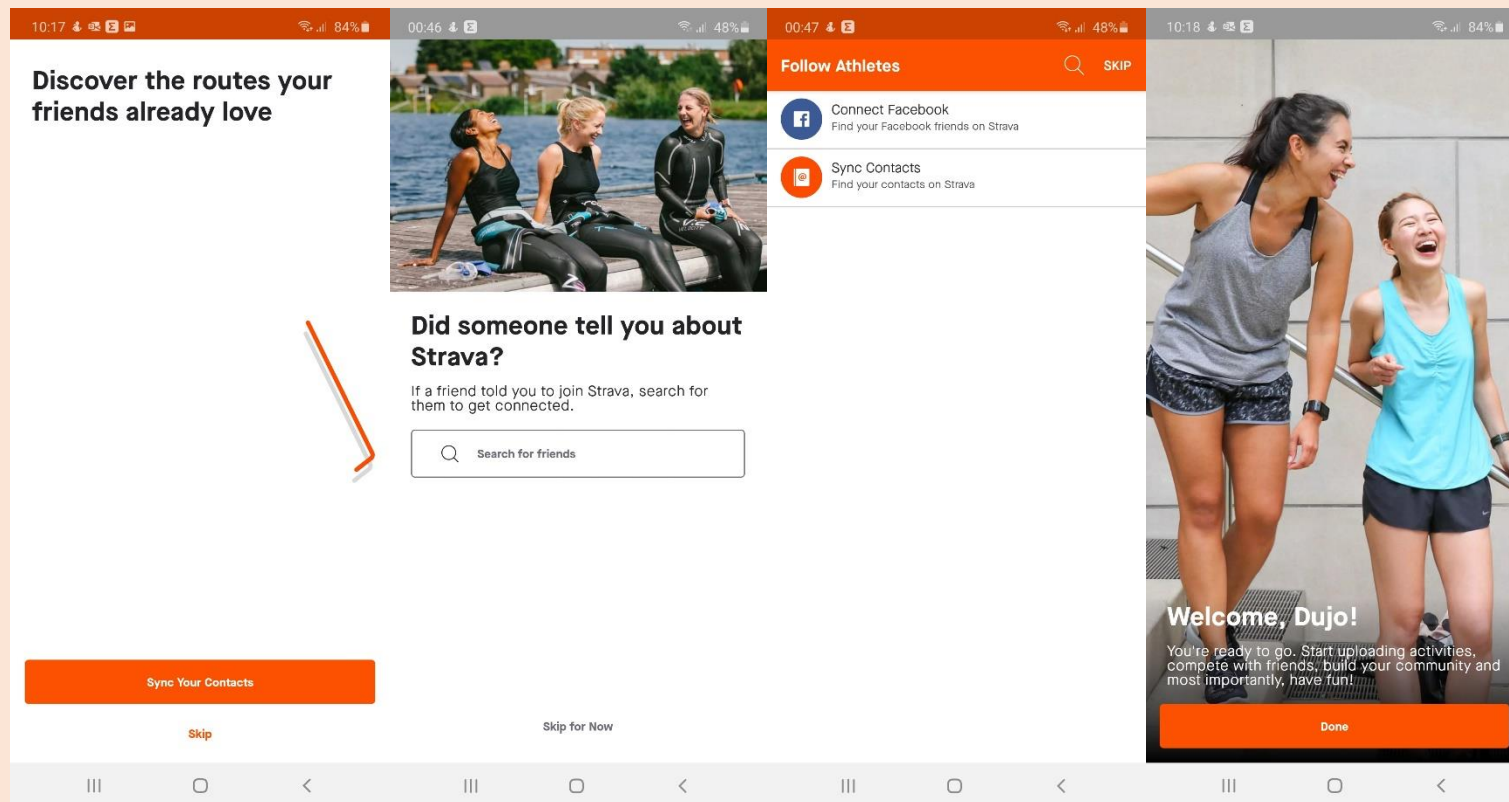 10:17 84%
Discover the routes your
friends already love
Sync Your Contacts
Skip
00:46 48%
Did someone tell you about
Strava?
If a friend told you to join Strava, search for
them to get connected.
Search for friends
Skip for Now
00:47 48%
Follow Athletes SKIP
Connect Facebook
Find your Facebook friends on Strava
Sync Contacts
Find your contacts on Strava
10:18 84%
Welcome, Dujo!
You're ready to go. Start uploading activities,
compete with friends, build your community and
most importantly, have fun!
Done